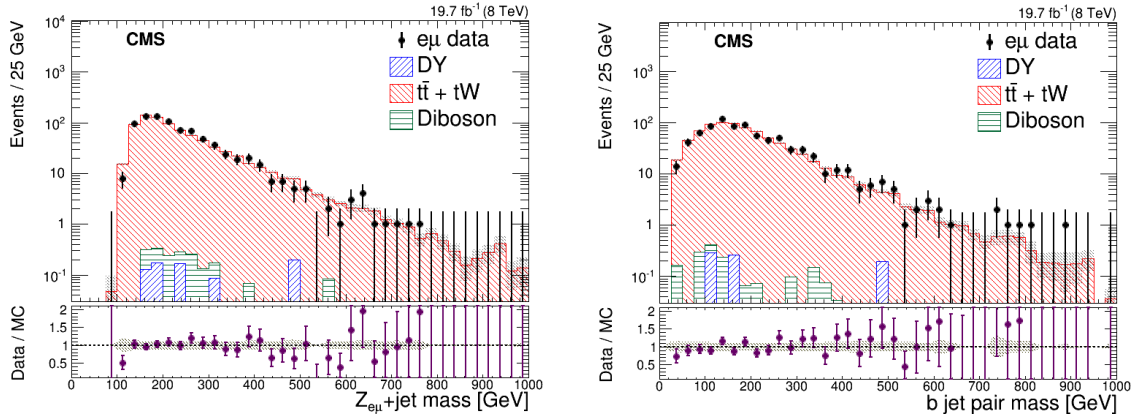 19.7 fb⁻¹ (8 TeV)
CMS
eμ data
DY
tt̄ + tW
Diboson
Events / 25 GeV
10³
10²
10
1
10⁻¹
Data / MC
2
1.5
1
0.5
0 100 200 300 400 500 600 700 800 900 1000
Z_eμ+jet mass [GeV]
19.7 fb⁻¹ (8 TeV)
CMS
eμ data
DY
tt̄ + tW
Diboson
Events / 25 GeV
10³
10²
10
1
10⁻¹
Data / MC
2
1.5
1
0.5
0 100 200 300 400 500 600 700 800 900 1000
b jet pair mass [GeV]